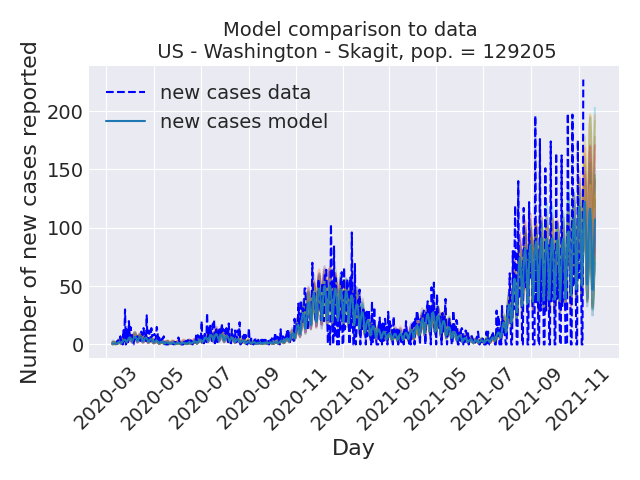 Model comparison to data
US - Washington - Skagit, pop. = 129205
Number of new cases reported
new cases data
new cases model
200
150
100
50
0
2020-03
2020-05
2020-07
2020-09
2020-11
2021-01
2021-03
2021-05
2021-07
2021-09
2021-11
Day